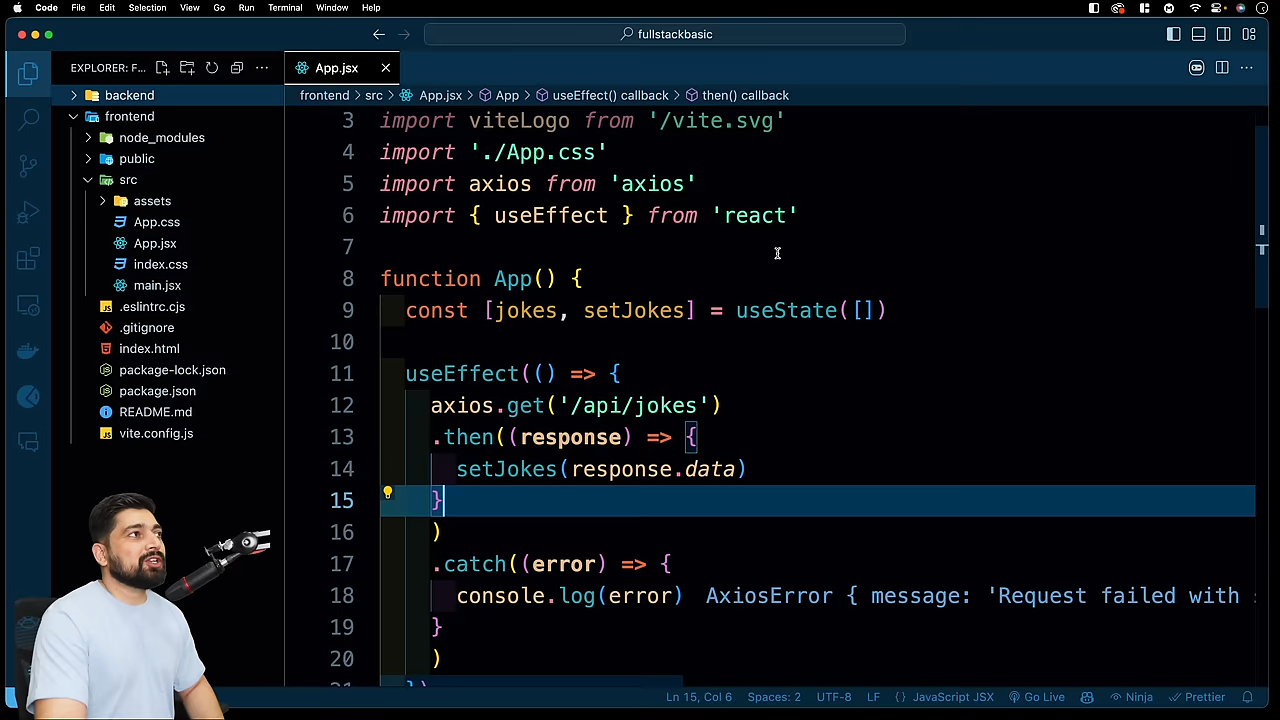 Code File Edit Selection View Go Run Terminal Window Help
fullstackbasic
EXPLORER: F...
App.jsx
backend
frontend > src > App.jsx > App > useEffect() callback > then() callback
frontend
node_modules
public
src
assets
App.css
App.jsx
index.css
main.jsx
.eslintrc.cjs
.gitignore
index.html
package-lock.json
package.json
README.md
vite.config.js
3 import viteLogo from '/vite.svg'
4 import './App.css'
5 import axios from 'axios'
6 import { useEffect } from 'react'
7
8 function App() {
9 const [jokes, setJokes] = useState([])
10
11 useEffect(() => {
12 axios.get('/api/jokes')
13 .then((response) => {
14 setJokes(response.data)
15 }
16 )
17 .catch((error) => {
18 console.log(error) AxiosError { message: 'Request failed with
19 }
20 )
})
Ln 15, Col 6 Spaces: 2 UTF-8 LF {} JavaScript JSX Go Live Ninja Prettier